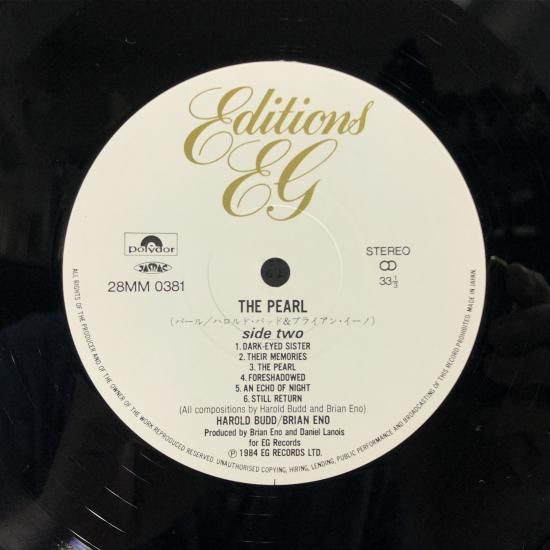 Editions
EG
polydor
JASRAC
28MM 0381
STEREO
33 1/3
THE PEARL
(パール/ハロルド・バッド&ブライアン・イーノ)
side two
1. DARK-EYED SISTER
2. THEIR MEMORIES
3. THE PEARL
4. FORESHADOWED
5. AN ECHO OF NIGHT
6. STILL RETURN
(All compositions by Harold Budd and Brian Eno)
HAROLD BUDD/BRIAN ENO
Produced by Brian Eno and Daniel Lanois
for EG Records
Ⓟ 1984 EG RECORDS LTD.
ALL RIGHTS OF THE PRODUCER AND OF THE OWNER OF THE WORK REPRODUCED RESERVED. UNAUTHORISED COPYING, HIRING, LENDING, PUBLIC PERFORMANCE AND BROADCASTING OF THIS RECORD PROHIBITED. MADE IN JAPAN.